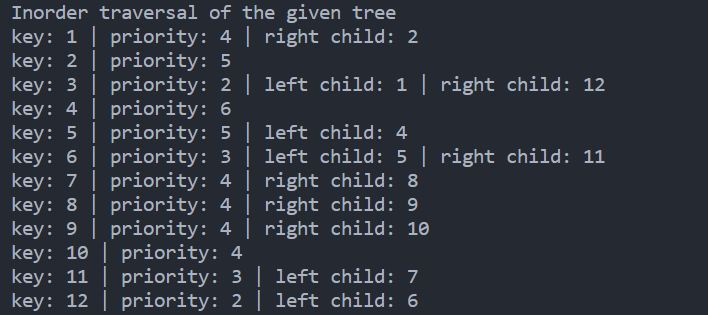 Inorder traversal of the given tree
key: 1 | priority: 4 | right child: 2
key: 2 | priority: 5
key: 3 | priority: 2 | left child: 1 | right child: 12
key: 4 | priority: 6
key: 5 | priority: 5 | left child: 4
key: 6 | priority: 3 | left child: 5 | right child: 11
key: 7 | priority: 4 | right child: 8
key: 8 | priority: 4 | right child: 9
key: 9 | priority: 4 | right child: 10
key: 10 | priority: 4
key: 11 | priority: 3 | left child: 7
key: 12 | priority: 2 | left child: 6